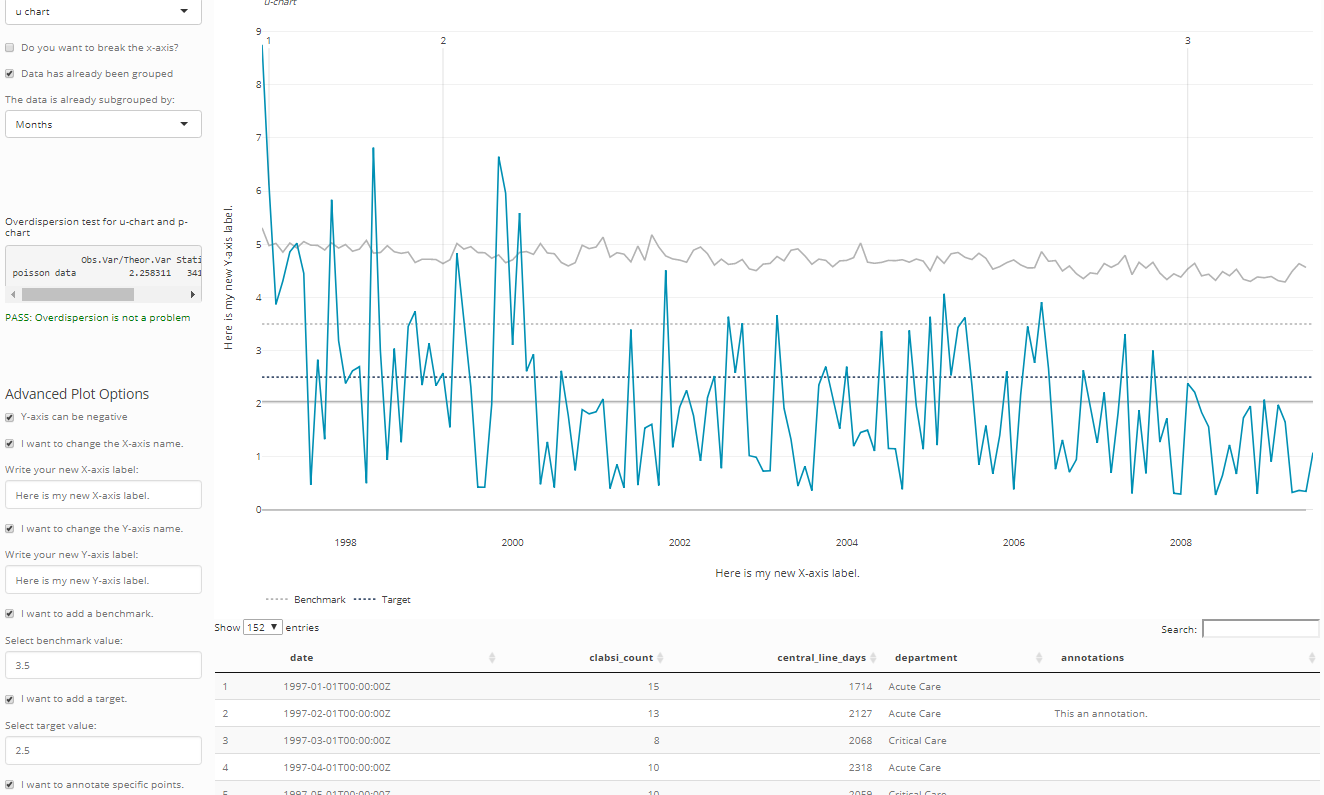 u chart
Do you want to break the x-axis?
Data has already been grouped
The data is already subgrouped by:
Months
Overdispersion test for u-chart and p-
chart
Obs.Var/Theor.Var Stati
poisson data 2.258311 341
PASS: Overdispersion is not a problem
Advanced Plot Options
Y-axis can be negative
I want to change the X-axis name.
Write your new X-axis label:
Here is my new X-axis label.
I want to change the Y-axis name.
Write your new Y-axis label:
Here is my new Y-axis label.
I want to add a benchmark.
Select benchmark value:
3.5
I want to add a target.
Select target value:
2.5
I want to annotate specific points.
u-chart
1 2 3
Here is my new Y-axis label.
9
8
7
6
5
4
3
2
1
0
1998 2000 2002 2004 2006 2008
Here is my new X-axis label.
Benchmark Target
Show 152 entries
Search:
date clabsi_count central_line_days department annotations
1 1997-01-01T00:00:00Z 15 1714 Acute Care
2 1997-02-01T00:00:00Z 13 2127 Acute Care This an annotation.
3 1997-03-01T00:00:00Z 8 2068 Critical Care
4 1997-04-01T00:00:00Z 10 2318 Acute Care
5 1997-05-01T00:00:00Z 10 2059 Critical Care